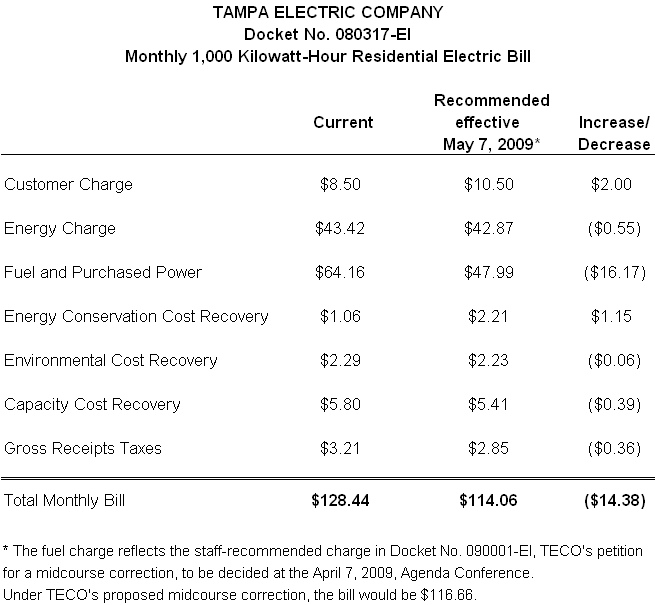 TAMPA ELECTRIC COMPANY
Docket No. 080317-EI
Monthly 1,000 Kilowatt-Hour Residential Electric Bill
Current
Recommended
effective
May 7, 2009*
Increase/
Decrease
Customer Charge $8.50 $10.50 $2.00
Energy Charge $43.42 $42.87 ($0.55)
Fuel and Purchased Power $64.16 $47.99 ($16.17)
Energy Conservation Cost Recovery $1.06 $2.21 $1.15
Environmental Cost Recovery $2.29 $2.23 ($0.06)
Capacity Cost Recovery $5.80 $5.41 ($0.39)
Gross Receipts Taxes $3.21 $2.85 ($0.36)
Total Monthly Bill $128.44 $114.06 ($14.38)
* The fuel charge reflects the staff-recommended charge in Docket No. 090001-EI, TECO's petition
for a midcourse correction, to be decided at the April 7, 2009, Agenda Conference.
Under TECO's proposed midcourse correction, the bill would be $116.66.